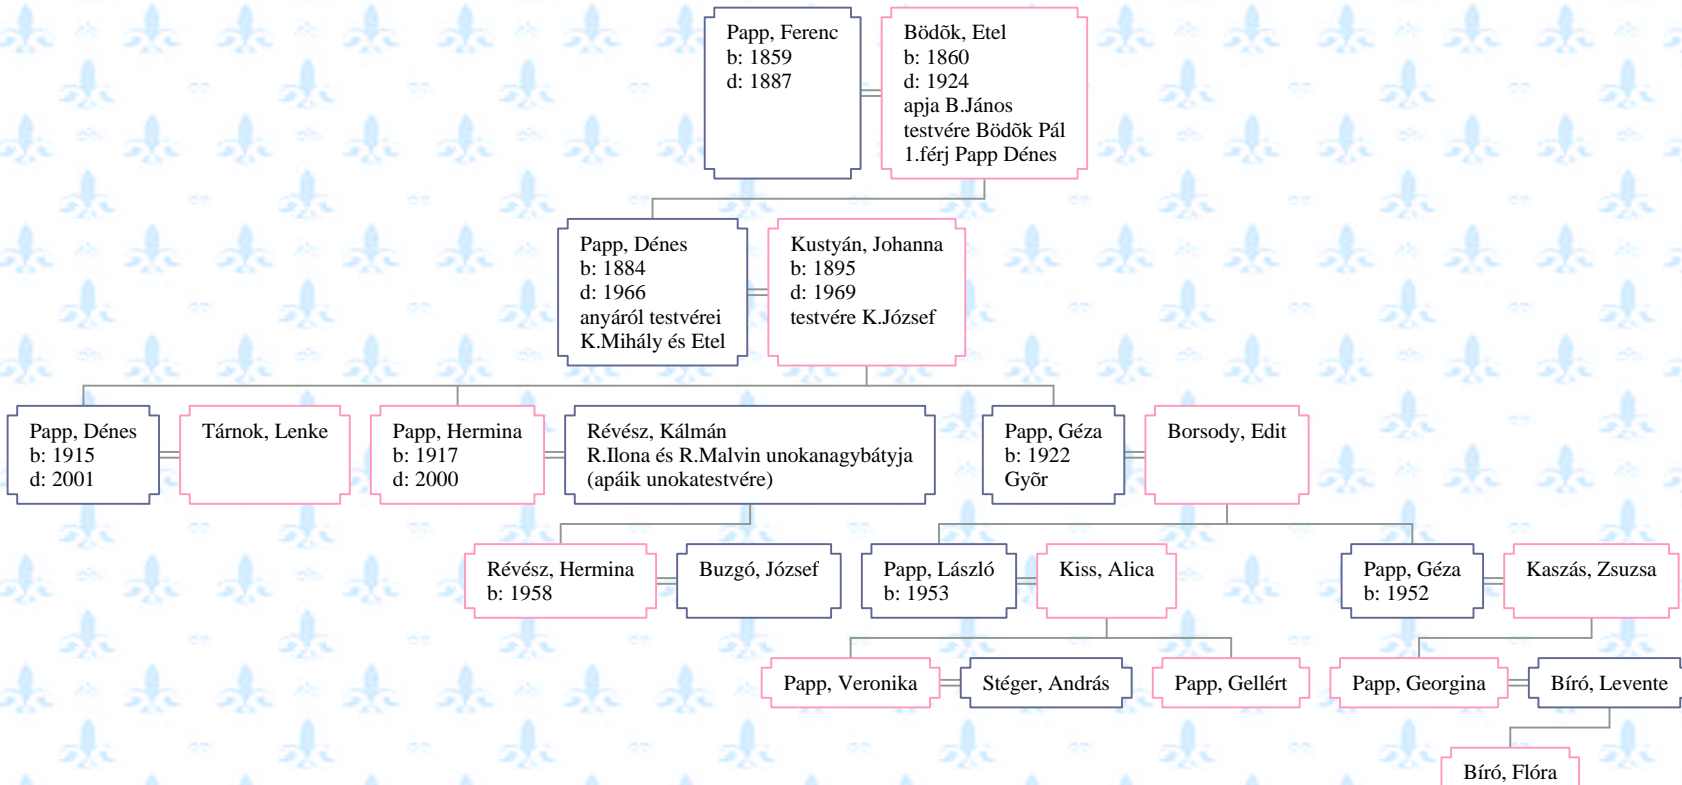 Papp, Ferenc
b: 1859
d: 1887
Bödõk, Etel
b: 1860
d: 1924
apja B.János
testvére Bödõk Pál
1.férj Papp Dénes
Papp, Dénes
b: 1884
d: 1966
anyáról testvérei
K.Mihály és Etel
Kustyán, Johanna
b: 1895
d: 1969
testvére K.József
Papp, Dénes
b: 1915
d: 2001
Tárnok, Lenke
Papp, Hermina
b: 1917
d: 2000
Révész, Kálmán
R.Ilona és R.Malvin unokanagybátyja
(apáik unokatestvére)
Papp, Géza
b: 1922
Gyõr
Borsody, Edit
Révész, Hermina
b: 1958
Buzgó, József
Papp, László
b: 1953
Kiss, Alica
Papp, Géza
b: 1952
Kaszás, Zsuzsa
Papp, Veronika
Stéger, András
Papp, Gellért
Papp, Georgina
Bíró, Levente
Bíró, Flóra